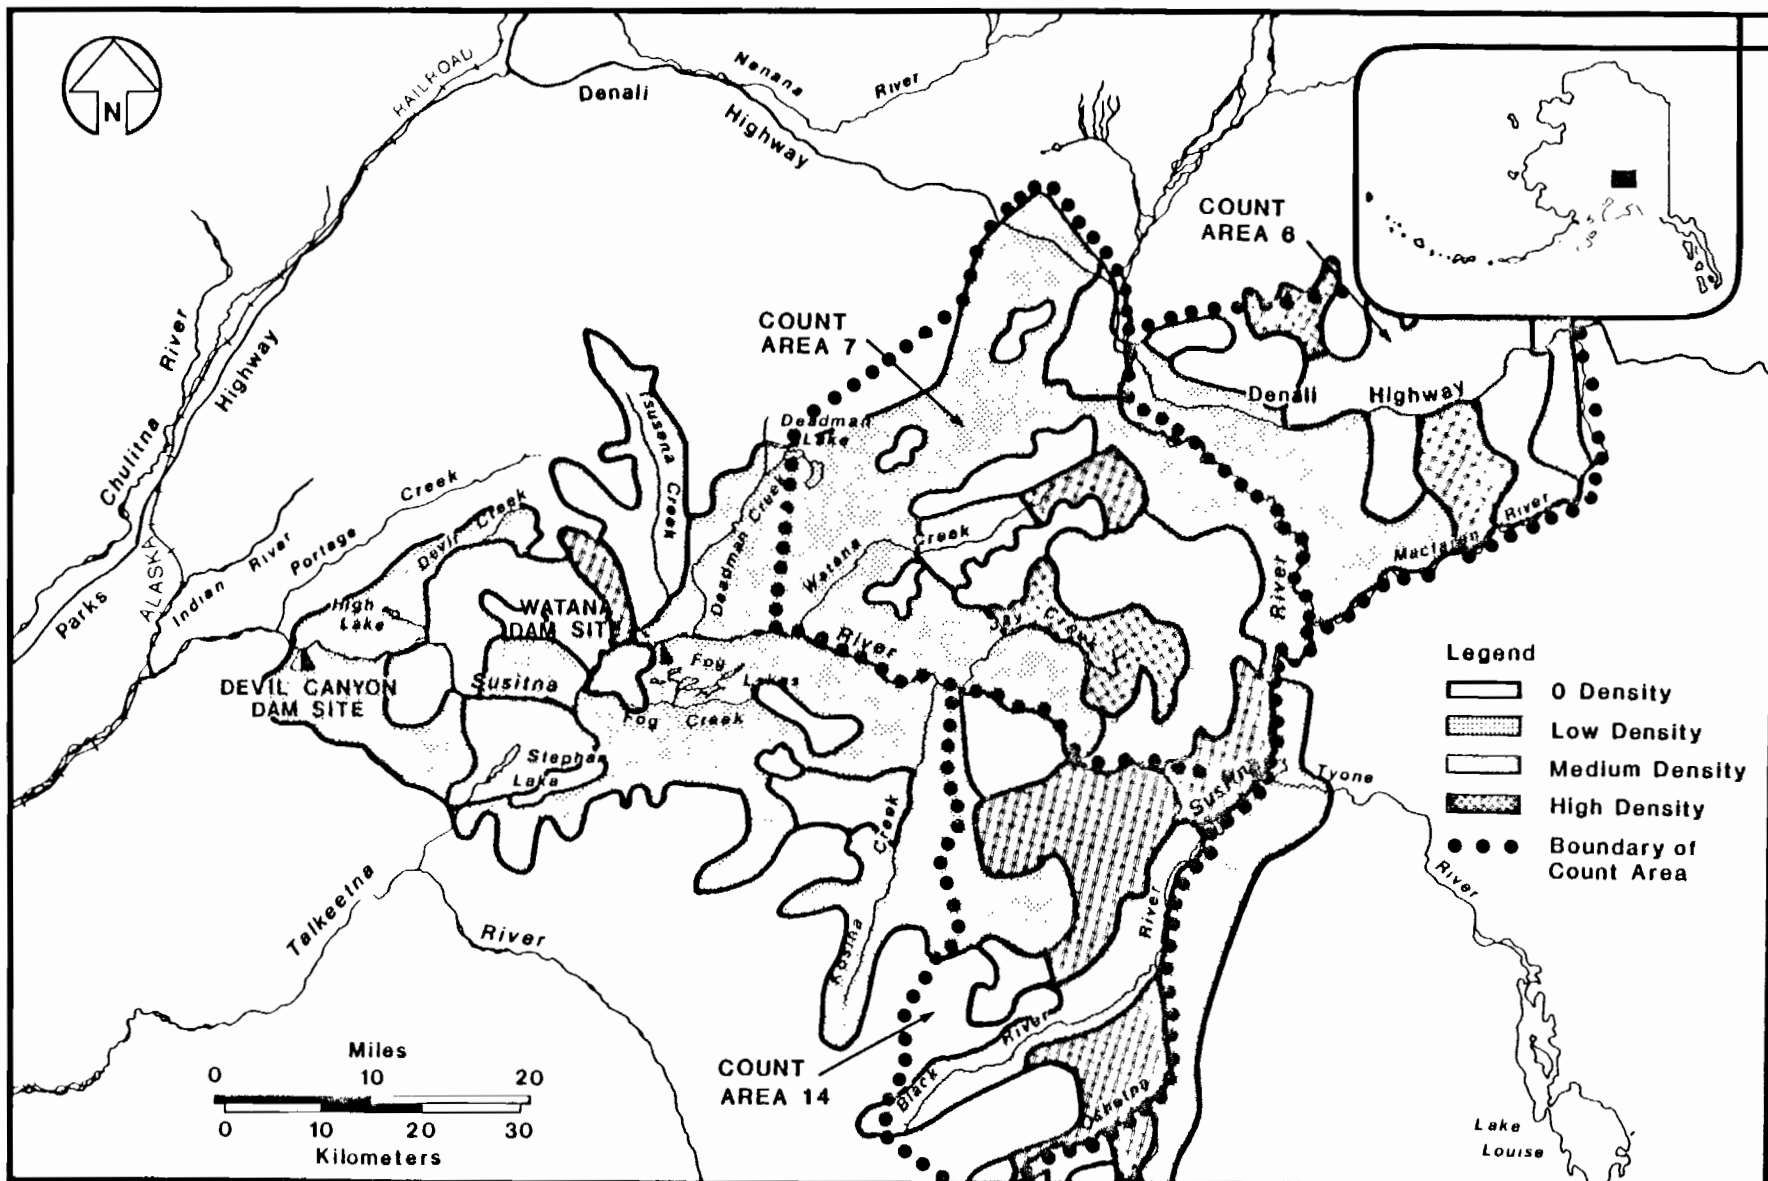 N
RAILROAD
Nenana
River
Denali
Highway
COUNT
AREA 6
COUNT
AREA 7
River
Chulitna
Highway
Tsusena
Creek
Deadman
Lake
Denali
Highway
Creek
Portage
Devil Creek
River
Indian
ALASKA
Parks
Deadman Creek
Watana
Creek
Maclaren
River
High
Lake
WATANA
DAM SITE
River
River
Jay Creek
Fog
Lakes
DEVIL CANYON
DAM SITE
Susitna
Fog Creek
Stephan
Lake
Susitna
Tyone
River
Legend
0 Density
Low Density
Medium Density
High Density
Boundary of
Count Area
Creek
Kosina
River
Talkeetna
River
COUNT
AREA 14
Black
River
Oshetna
Miles
0 10 20
0 10 20 30
Kilometers
Lake
Louise